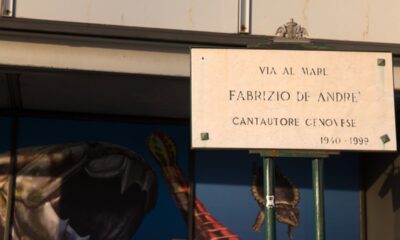 VIA AL MARE
FABRIZIO DE ANDRE'
CANTAUTORE GENOVESE
1940-1999